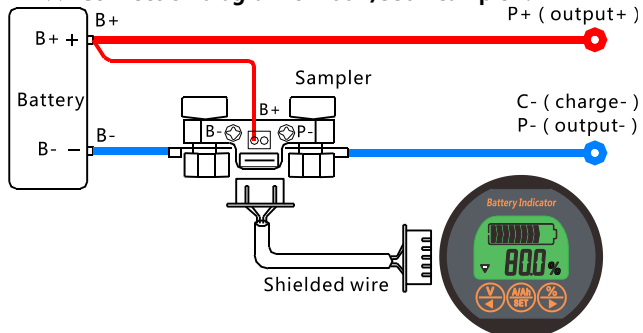 B+
P+ ( output+ )
B+ +
Sampler
Battery
B+
C- ( charge- )
B-
B-
P-
P- ( output- )
B- −
Battery Indicator
80.0 %
Shielded wire
V
A/Ah
SET
%